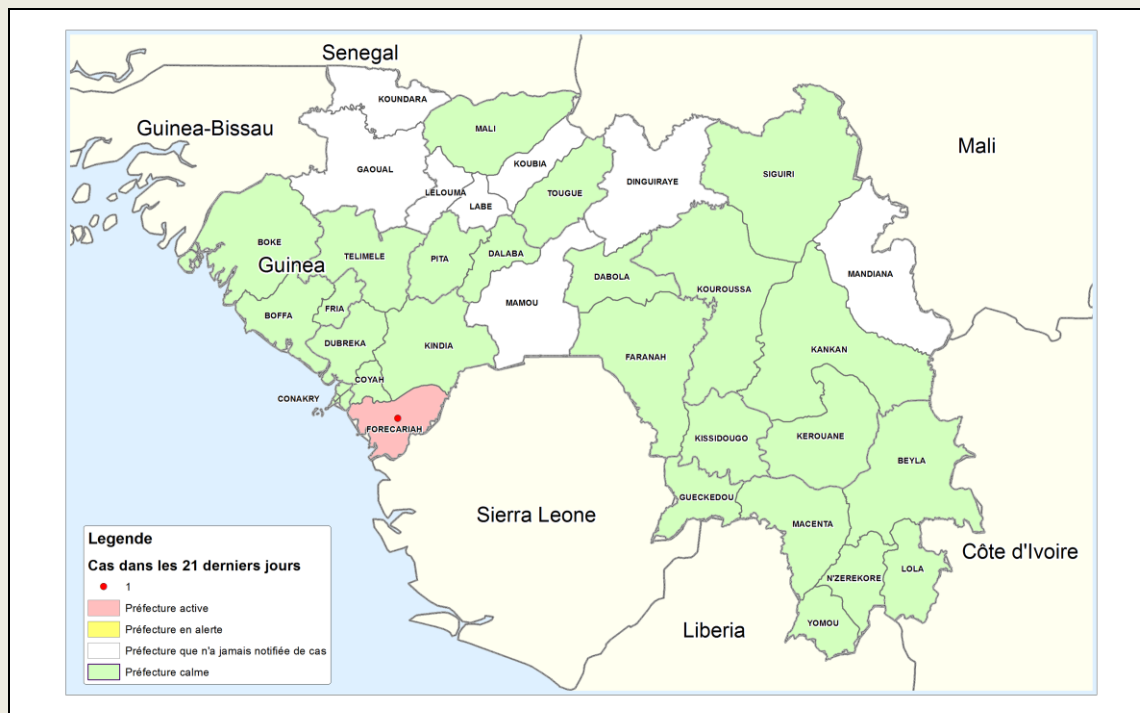 Senegal
KOUNDARA
Guinea-Bissau
MALI
Mali
KOUBIA
GAOUAL
SIGUIRI
DINGUIRAYE
LELOUMA
TOUGUE
LABE
BOKE
DALABA
TELIMELE
PITA
Guinea
MANDIANA
DABOLA
KOUROUSSA
MAMOU
FRIA
BOFFA
DUBREKA
KINDIA
KANKAN
FARANAH
COYAH
CONAKRY
FORECARIAH
KISSIDOUGO
KEROUANE
BEYLA
GUECKEDOU
Sierra Leone
MACENTA
Côte d'Ivoire
LOLA
N'ZEREKORE
YOMOU
Liberia
Legende
Cas dans les 21 derniers jours
1
Préfecture active
Préfecture en alerte
Préfecture que n'a jamais notifiée de cas
Préfecture calme